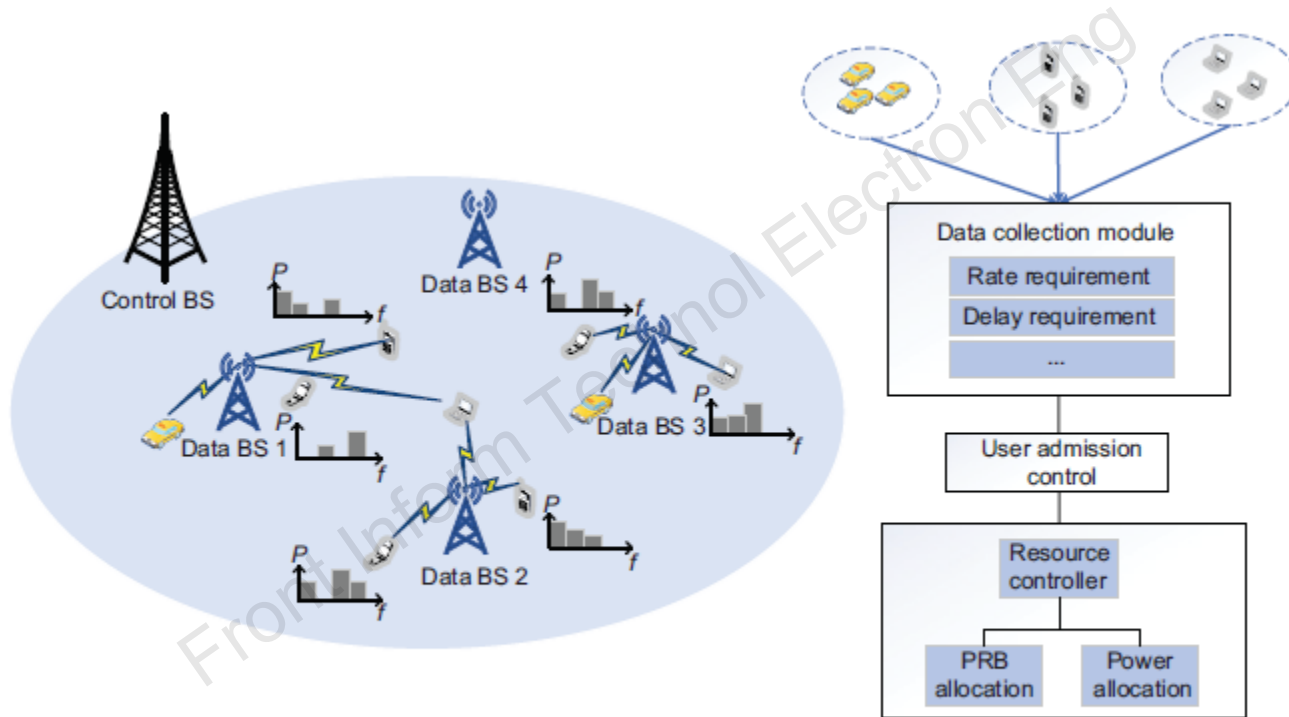 Control BS
Data BS 4
P
f
P
f
Data BS 1
P
f
Data BS 3
P
f
Data BS 2
P
f
P
f
Data collection module
Rate requirement
Delay requirement
...
User admission
control
Resource
controller
PRB
allocation
Power
allocation
Front Inform Technol Electron Eng